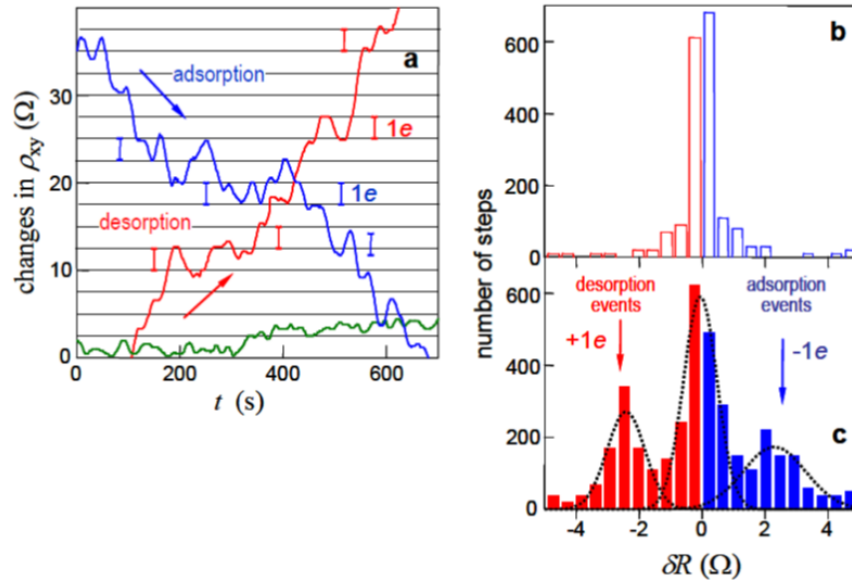 a
adsorption
1e
1e
desorption
changes in ρxy (Ω)
30
20
10
0
0
200
400
600
t (s)
b
600
400
200
0
number of steps
c
desorption
events
+1e
adsorption
events
-1e
600
400
200
0
-4
-2
0
2
4
δR (Ω)